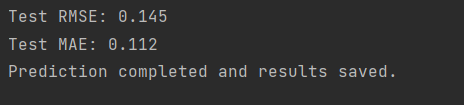 Test RMSE: 0.145
Test MAE: 0.112
Prediction completed and results saved.